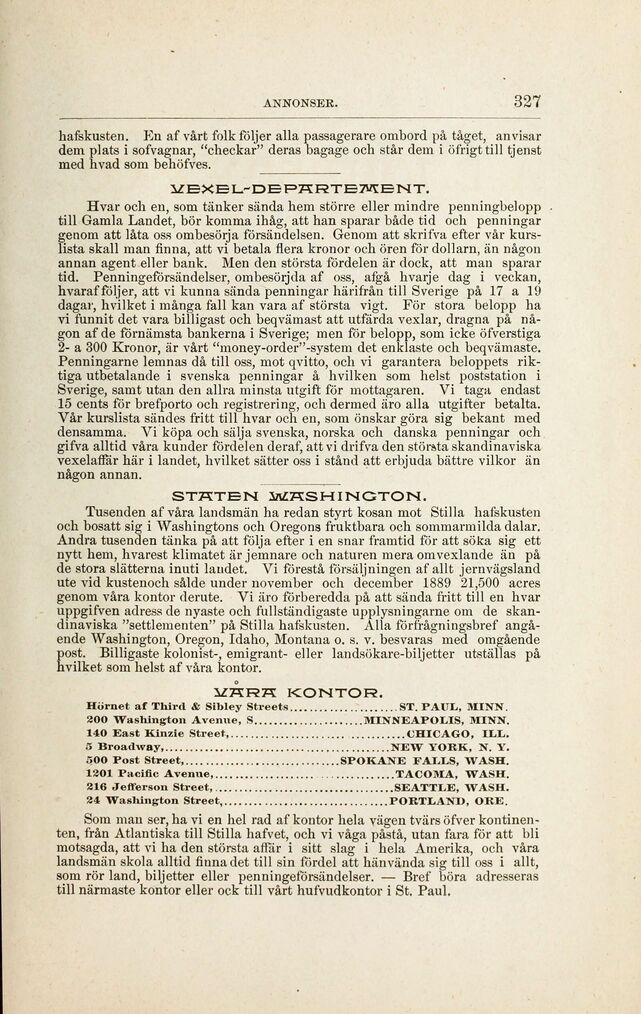 ANNONSER. 327
hafskusten. En af vårt folk följer alla passagerare ombord på tåget, anvisar
dem plats i sofvagnar, "checkar" deras bagage och står dem i öfrigt till tjenst
med hvad som behöfves.
VEXEL-DEPARTEMENT.
Hvar och en, som tänker sända hem större eller mindre penningbelopp
till Gamla Landet, bör komma ihåg, att han sparar både tid och penningar
genom att låta oss ombesörja försändelsen. Genom att skrifva efter vår kurs-
lista skall man finna, att vi betala flera kronor och ören för dollarn, än någon
annan agent eller bank. Men den största fördelen är dock, att man sparar
tid. Penningeförsändelser, ombesörjda af oss, afgå hvarje dag i veckan,
hvaraf följer, att vi kunna sända penningar härifrån till Sverige på 17 a 19
dagar, hvilket i många fall kan vara af största vigt. För stora belopp ha
vi funnit det vara billigast och beqvämast att utfärda vexlar, dragna på nå-
gon af de förnämsta bankerna i Sverige; men för belopp, som icke öfverstiga
2- a 300 Kronor, är vårt "money-order"-system det enklaste och beqvämaste.
Penningarne lemnas då till oss, mot qvitto, och vi garantera beloppets rik-
tiga utbetalande i svenska penningar å hvilken som helst poststation i
Sverige, samt utan den allra minsta utgift för mottagaren. Vi taga endast
15 cents för brefporto och registrering, och dermed äro alla utgifter betalta.
Vår kurslista sändes fritt till hvar och en, som önskar göra sig bekant med
densamma. Vi köpa och sälja svenska, norska och danska penningar och
gifva alltid våra kunder fördelen deraf, att vi drifva den största skandinaviska
vexelaffär här i landet, hvilket sätter oss i stånd att erbjuda bättre vilkor än
någon annan.
STATEN WASHINGTON.
Tusenden af våra landsmän ha redan styrt kosan mot Stilla hafskusten
och bosatt sig i Washingtons och Oregons fruktbara och sommarmilda dalar.
Andra tusenden tänka på att följa efter i en snar framtid för att söka sig ett
nytt hem, hvarest klimatet är jemnare och naturen mera omvexlande än på
de stora slätterna inuti landet. Vi förestå försäljningen af allt jernvägsland
ute vid kusten och sålde under november och december 1889 21,500 acres
genom våra kontor derute. Vi äro förberedda på att sända fritt till en hvar
uppgifven adress de nyaste och fullständigaste upplysningarne om de skan-
dinaviska "settlementen" på Stilla hafskusten. Alla förfrågningsbref angå-
ende Washington, Oregon, Idaho, Montana o. s. v. besvaras med omgående
post. Billigaste kolonist-, emigrant- eller landsökare-biljetter utställas på
hvilket som helst af våra kontor.
VÅRA KONTOR.
Hörnet af Third & Sibley Streets..................ST. PAUL, MINN.
200 Washington Avenue, S..................MINNEAPOLIS, MINN.
140 East Kinzie Street,..................CHICAGO, ILL.
5 Broadway,..................NEW YORK, N. Y.
500 Post Street,..................SPOKANE FALLS, WASH.
1201 Pacific Avenue,..................TACOMA, WASH.
216 Jefferson Street,..................SEATTLE, WASH.
24 Washington Street,..................PORTLAND, ORE.
Som man ser, ha vi en hel rad af kontor hela vägen tvärs öfver kontinen-
ten, från Atlantiska till Stilla hafvet, och vi våga påstå, utan fara för att bli
motsagda, att vi ha den största affär i sitt slag i hela Amerika, och våra
landsmän skola alltid finna det till sin fördel att hänvända sig till oss i allt,
som rör land, biljetter eller penningeförsändelser. — Bref böra adresseras
till närmaste kontor eller ock till vårt hufvudkontor i St. Paul.